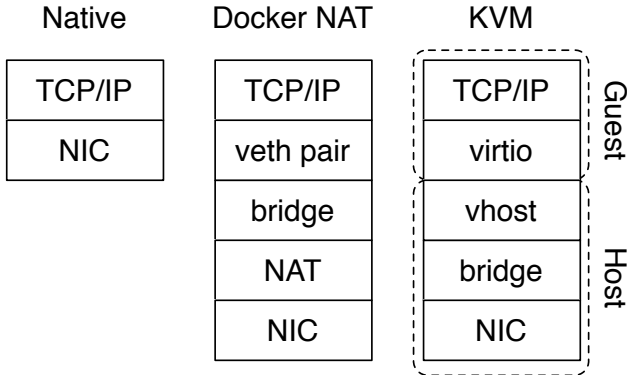 Native
TCP/IP
NIC
Docker NAT
TCP/IP
veth pair
bridge
NAT
NIC
KVM
TCP/IP
virtio
vhost
bridge
NIC
Guest
Host